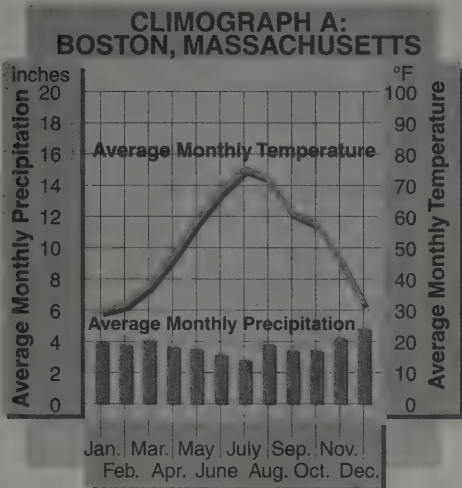 CLIMOGRAPH A:
BOSTON, MASSACHUSETTS
Inches
°F
Average Monthly Precipitation
20
18
16
14
12
10
8
6
4
2
0
Average Monthly Temperature
Average Monthly Precipitation
100
90
80
70
60
50
40
30
20
10
0
Average Monthly Temperature
Jan. Mar. May July Sep. Nov.
Feb. Apr. June Aug. Oct. Dec.